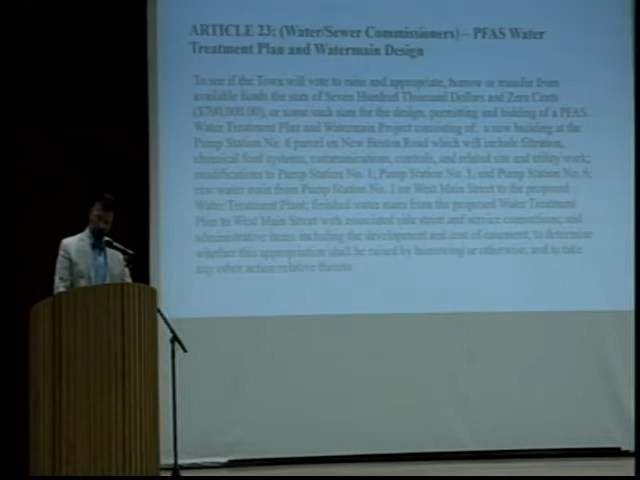 ARTICLE 23: (Water/Sewer Commissioners) – PFAS Water
Treatment Plan and Watermain Design
To see if the Town will vote to raise and appropriate, borrow or transfer from
available funds the sum of Seven Hundred Thousand Dollars and Zero Cents
($700,000.00), or some such sum for the design, permitting and bidding of a PFAS
Water Treatment Plan and Watermain Project consisting of: a new building at the
Pump Station No. 6 parcel on New Boston Road which will include filtration,
chemical feed systems, communications, controls, and related site and utility work;
modifications to Pump Station No. 1, Pump Station No. 3, and Pump Station No. 6;
raw water main from Pump Station No. 1 on West Main Street to the proposed
Water Treatment Plant; finished water main from the proposed Water Treatment
Plan to West Main Street with associated side street and service connections; and
administrative items including the development and cost of easement; to determine
whether this appropriation shall be raised by borrowing or otherwise; and to take
any other action relative thereto.